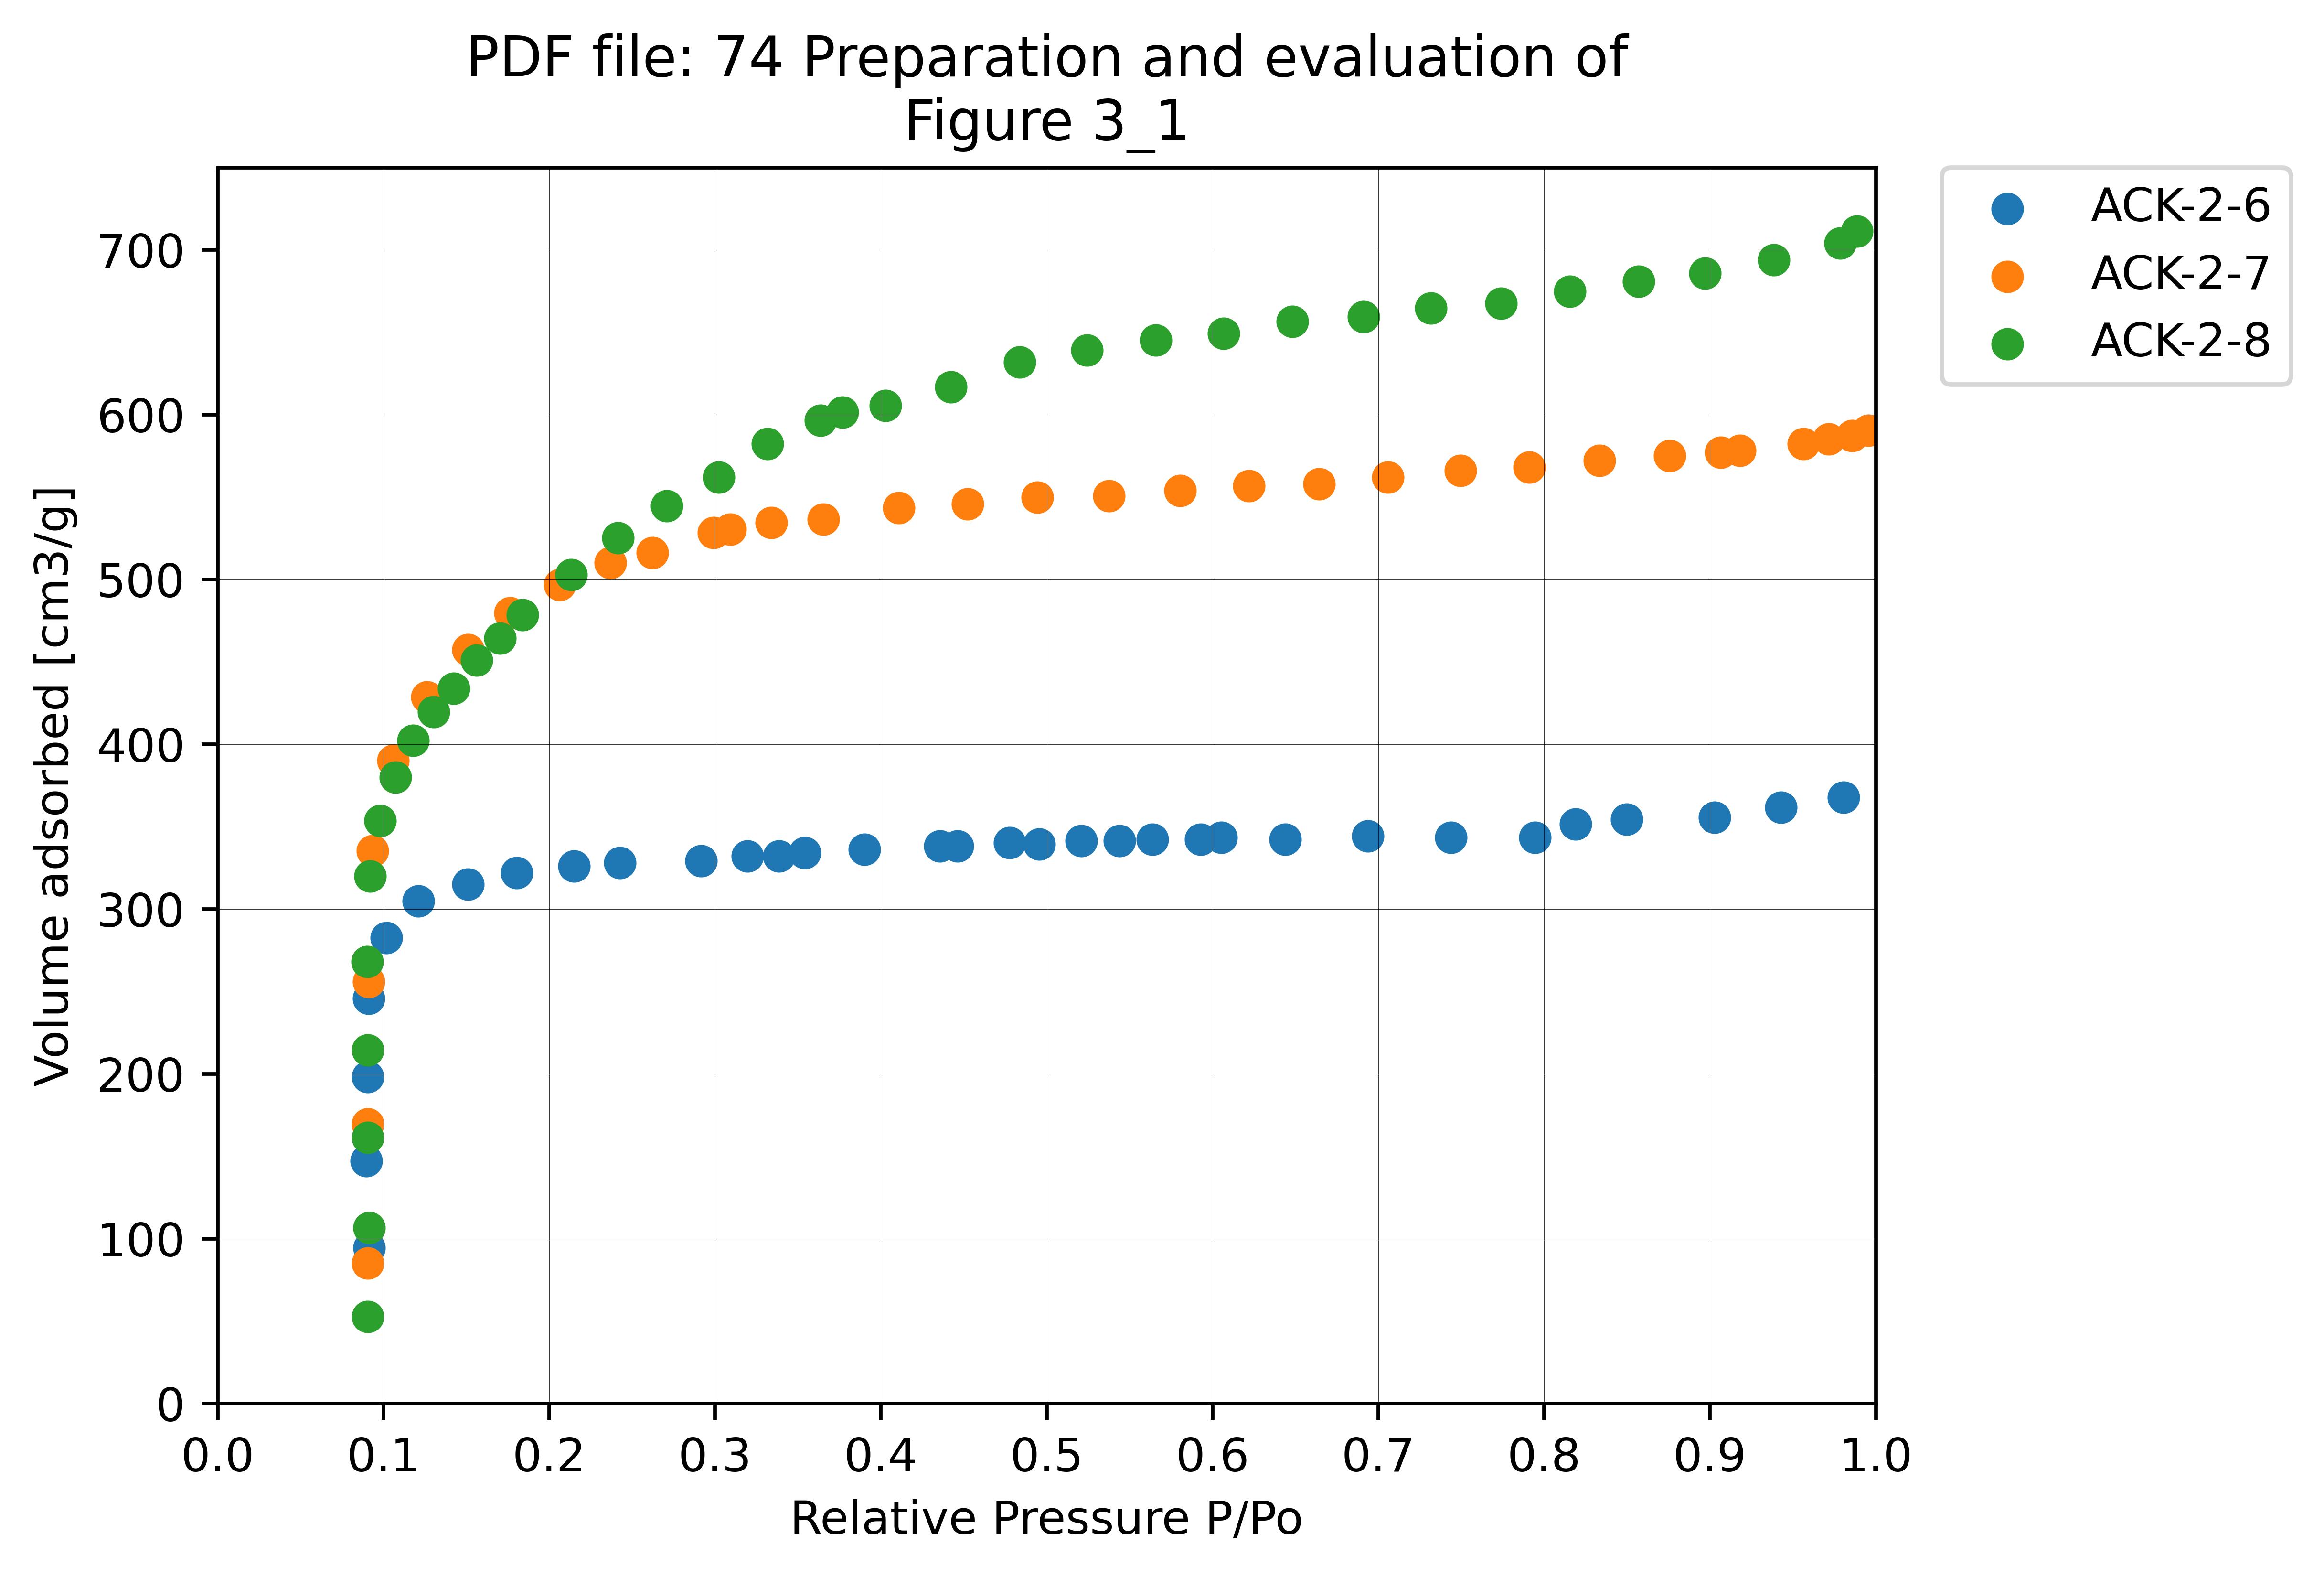 PDF file: 74 Preparation and evaluation of
Figure 3_1
ACK-2-6
ACK-2-7
ACK-2-8
Volume adsorbed [cm3/g]
700
600
500
400
300
200
100
0
0.0 0.1 0.2 0.3 0.4 0.5 0.6 0.7 0.8 0.9 1.0
Relative Pressure P/Po